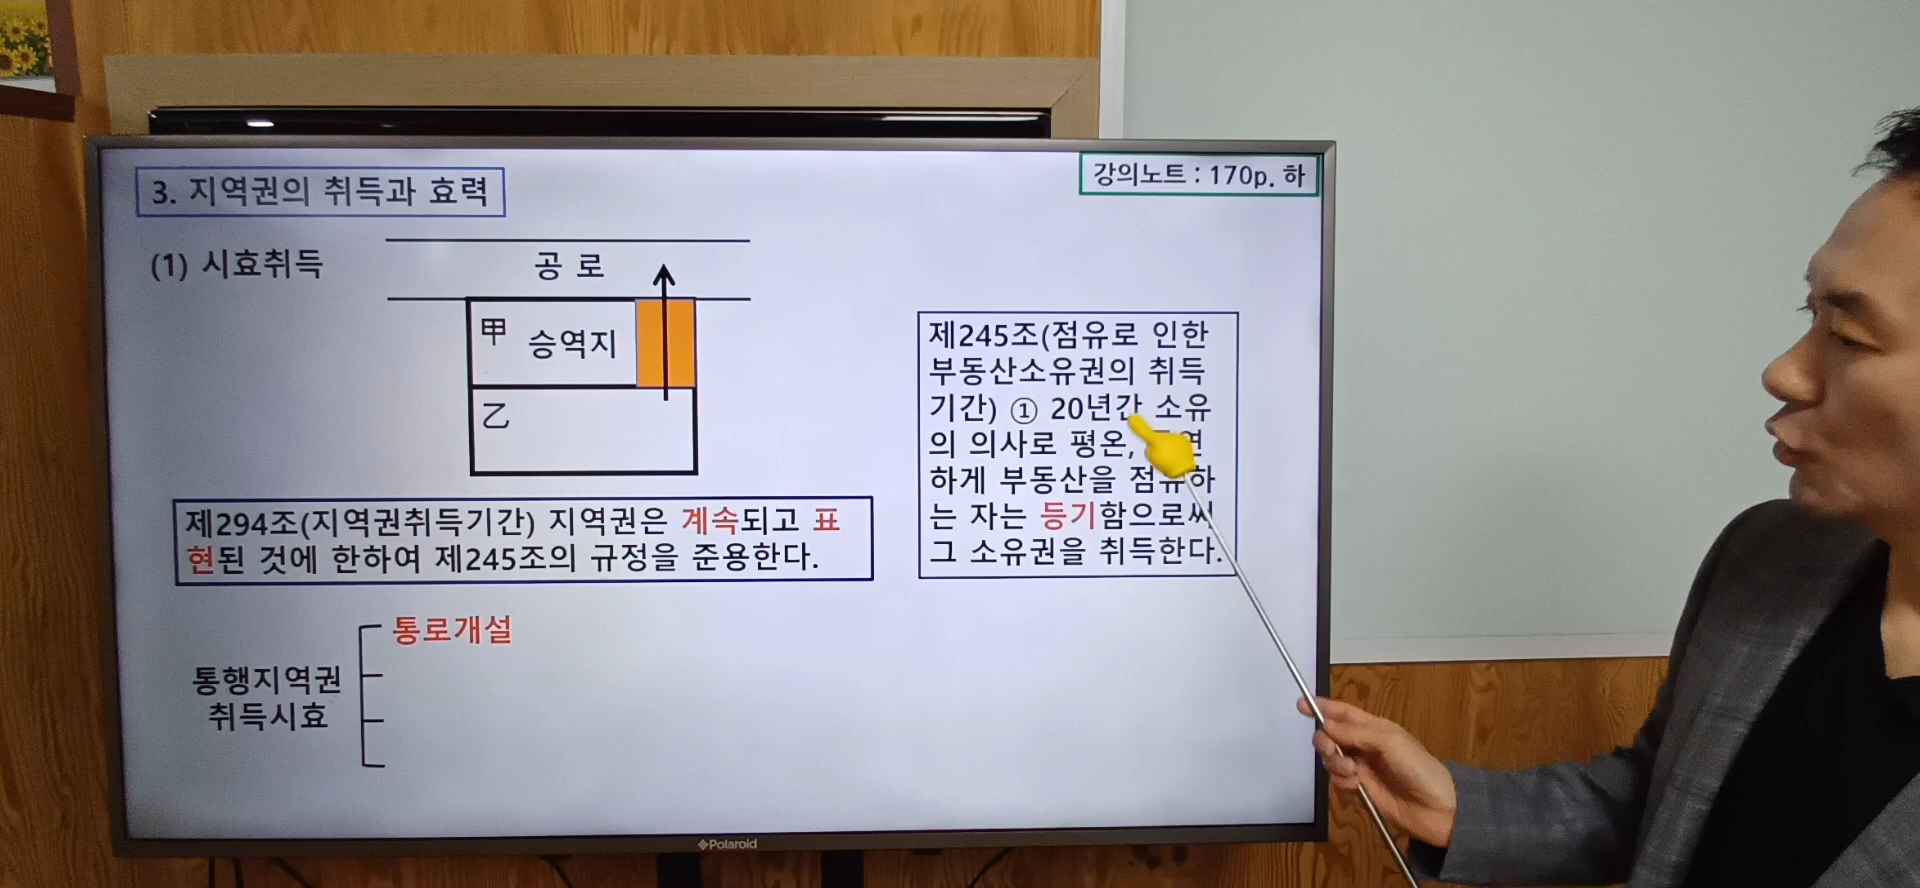 3. 지역권의 취득과 효력
강의노트 : 170p. 하
(1) 시효취득
공 로
甲 승역지
乙
제245조(점유로 인한
부동산소유권의 취득
기간) ① 20년간 소유
의 의사로 평온,
하게 부동산을 점유하
는 자는 등기함으로써
그 소유권을 취득한다.
제294조(지역권취득기간) 지역권은 계속되고 표
현된 것에 한하여 제245조의 규정을 준용한다.
통로개설
통행지역권
취득시효
Polaroid